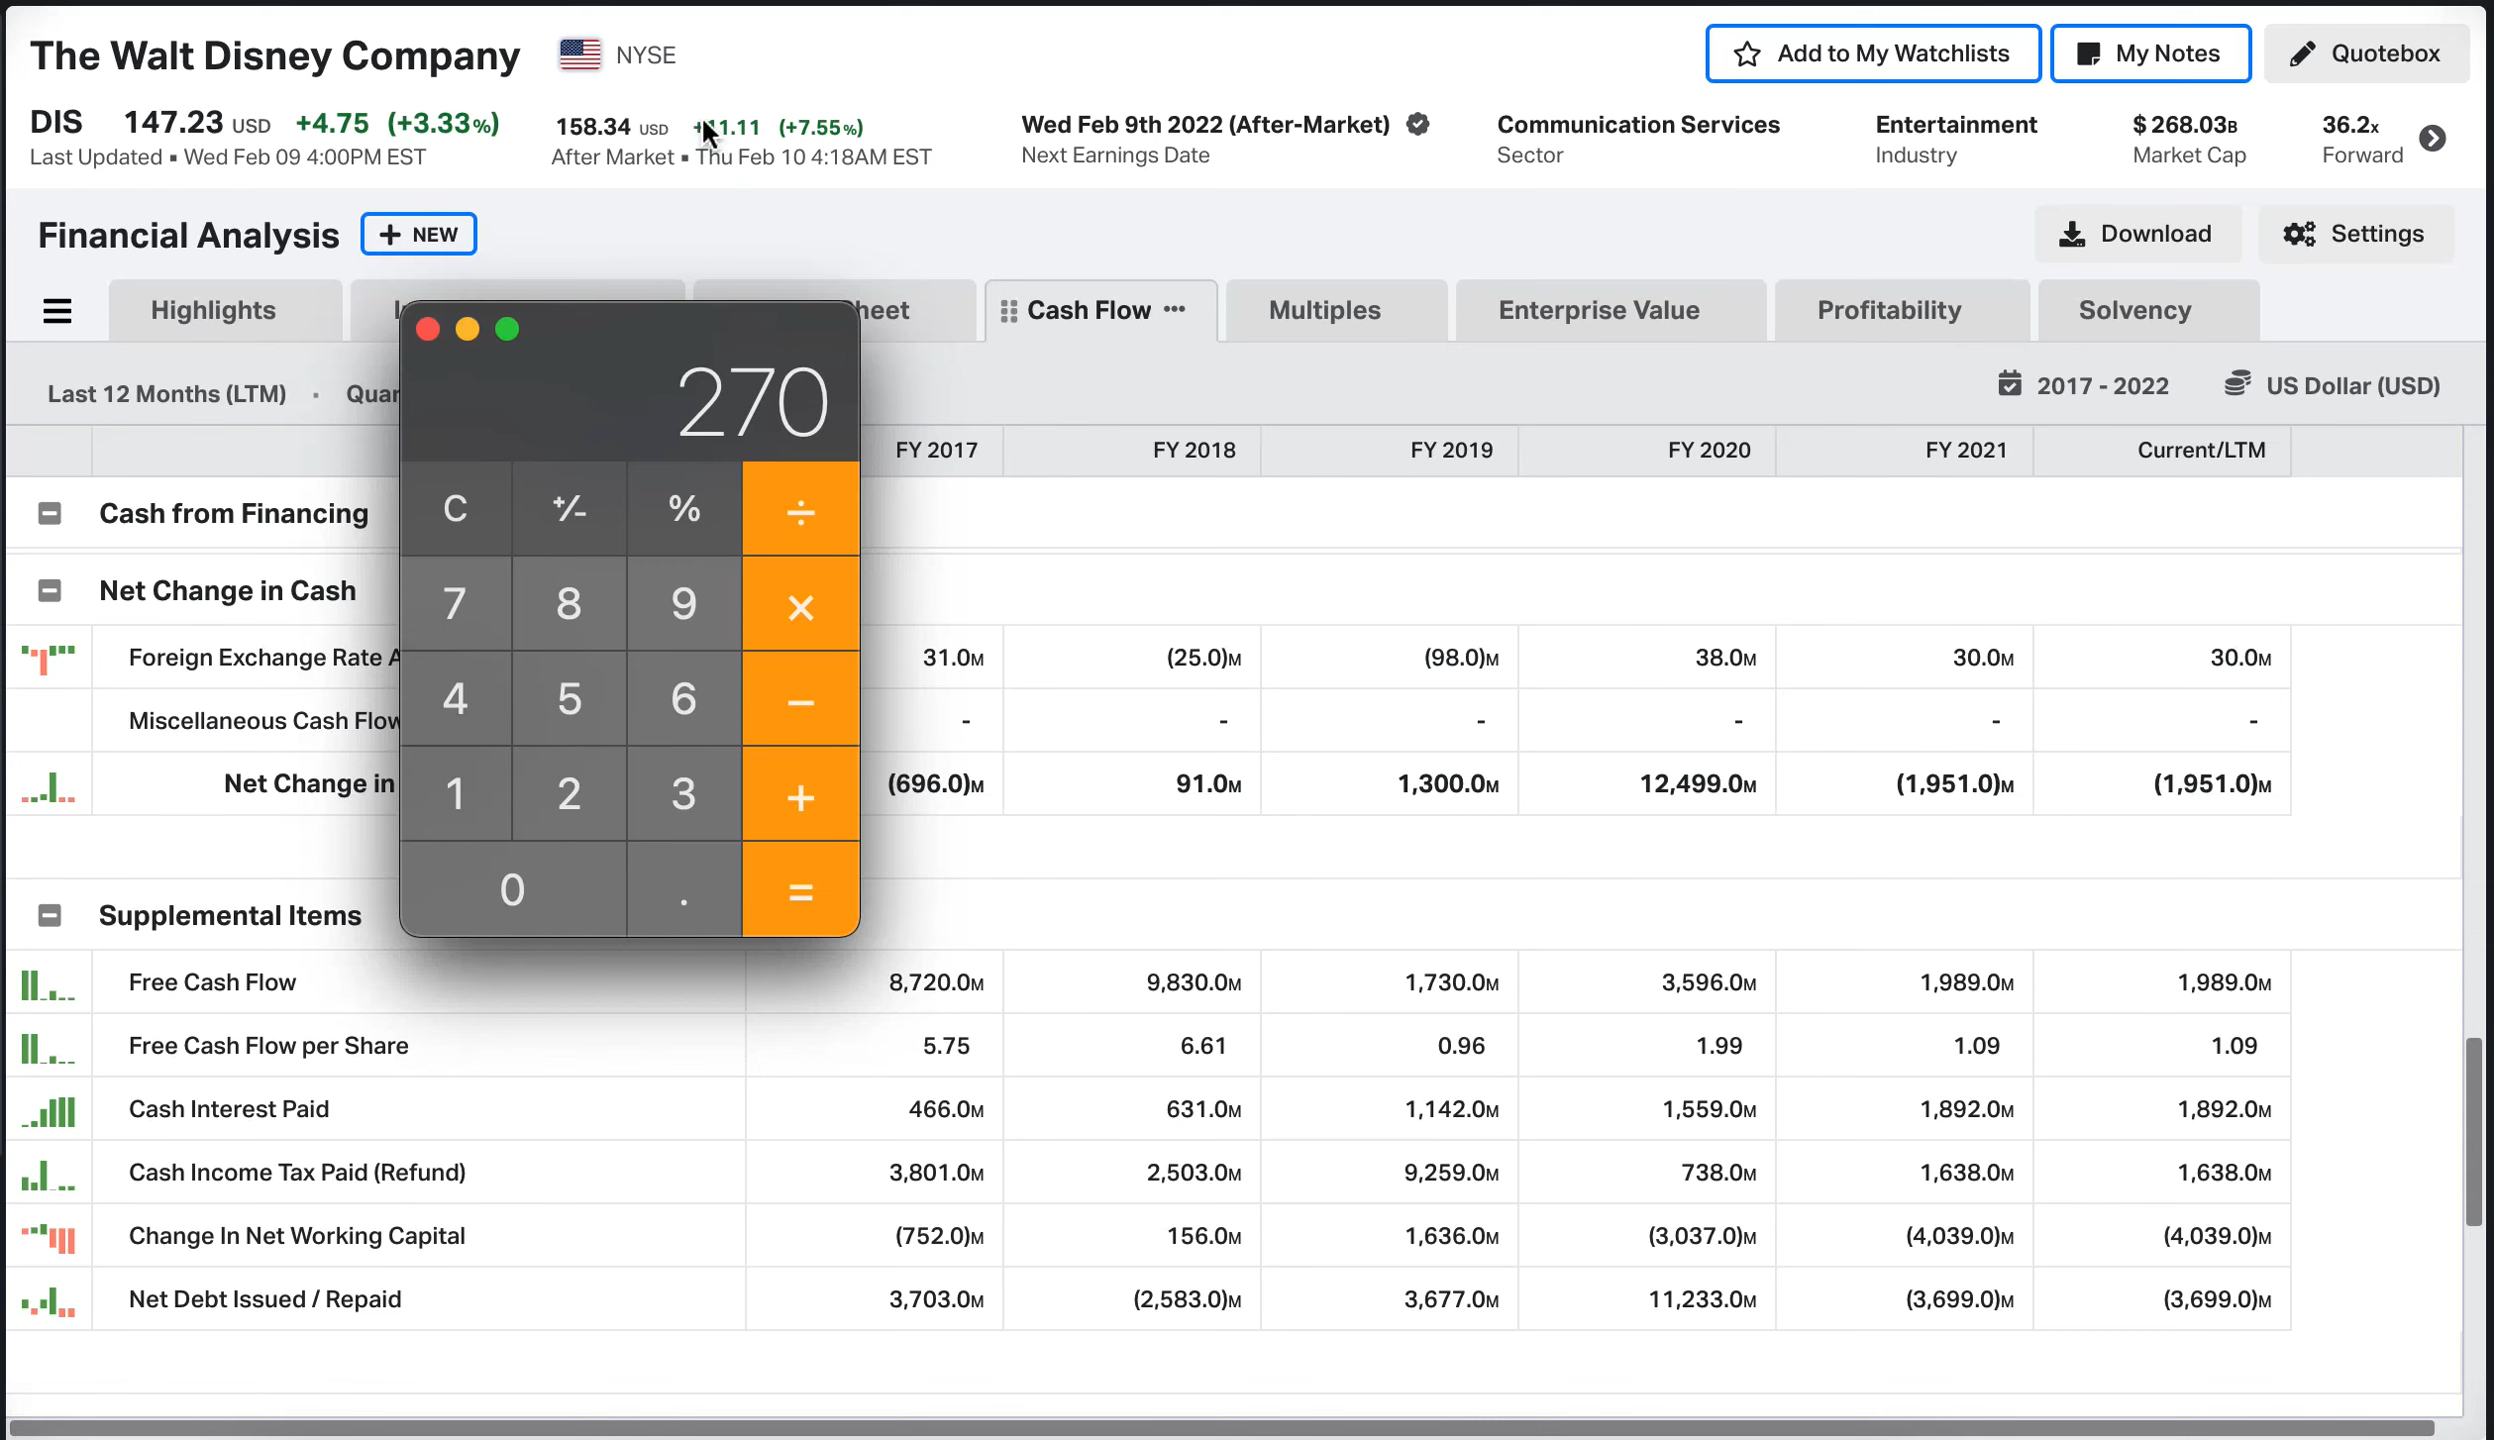 The Walt Disney Company NYSE
Add to My Watchlists My Notes Quotebox
DIS 147.23 USD +4.75 (+3.33%) 158.34 USD +11.11 (+7.55%) Wed Feb 9th 2022 (After-Market) Communication Services Entertainment $ 268.03B 36.2x
Last Updated ▪ Wed Feb 09 4:00PM EST After Market ▪ Thu Feb 10 4:18AM EST Next Earnings Date Sector Industry Market Cap Forward
Financial Analysis + NEW Download Settings
Highlights Cash Flow ••• Multiples Enterprise Value Profitability Solvency
Last 12 Months (LTM) · 2017 - 2022 US Dollar (USD)
FY 2017 FY 2018 FY 2019 FY 2020 FY 2021 Current/LTM
Cash from Financing
Net Change in Cash
Foreign Exchange Rate 31.0M (25.0)M (98.0)M 38.0M 30.0M 30.0M
Miscellaneous Cash Flow - - - - - -
Net Change in (696.0)M 91.0M 1,300.0M 12,499.0M (1,951.0)M (1,951.0)M
Supplemental Items
Free Cash Flow 8,720.0M 9,830.0M 1,730.0M 3,596.0M 1,989.0M 1,989.0M
Free Cash Flow per Share 5.75 6.61 0.96 1.99 1.09 1.09
Cash Interest Paid 466.0M 631.0M 1,142.0M 1,559.0M 1,892.0M 1,892.0M
Cash Income Tax Paid (Refund) 3,801.0M 2,503.0M 9,259.0M 738.0M 1,638.0M 1,638.0M
Change In Net Working Capital (752.0)M 156.0M 1,636.0M (3,037.0)M (4,039.0)M (4,039.0)M
Net Debt Issued / Repaid 3,703.0M (2,583.0)M 3,677.0M 11,233.0M (3,699.0)M (3,699.0)M
270
C +/- % ÷
7 8 9 ×
4 5 6 −
1 2 3 +
0 . =